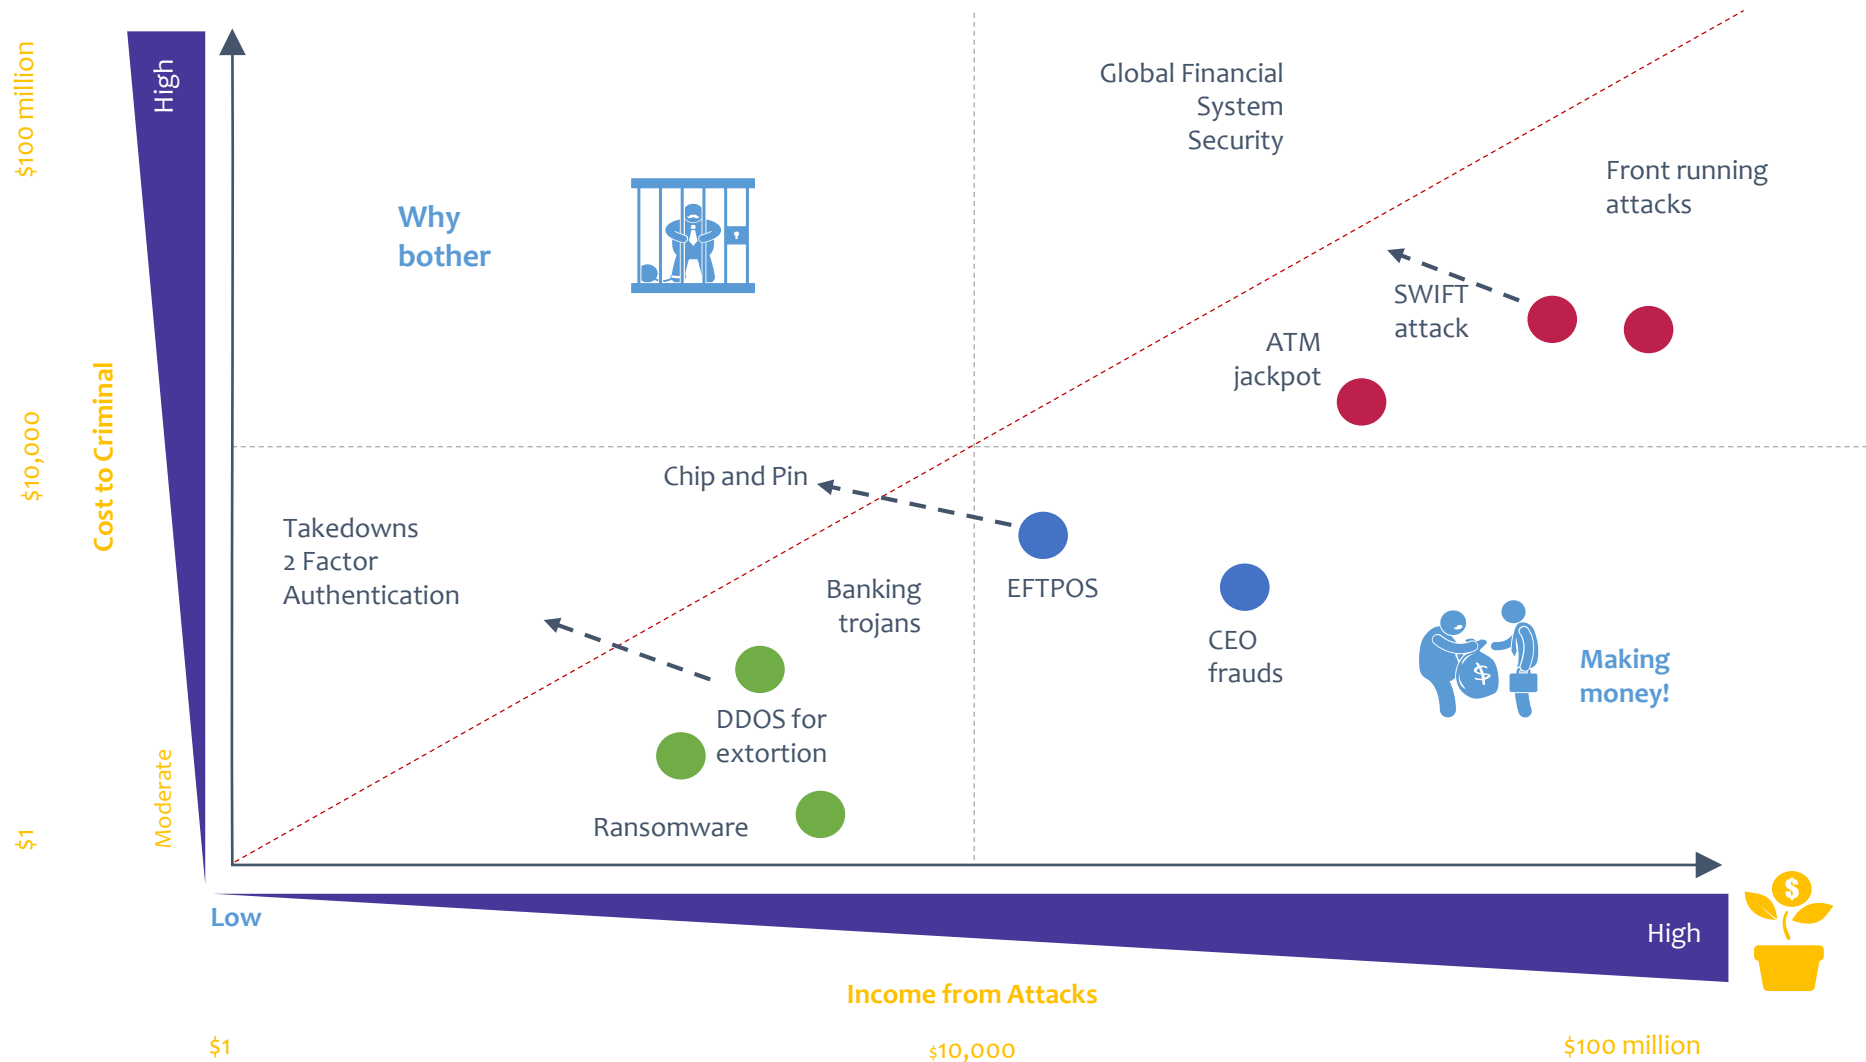 $100 million
High
Global Financial
System
Security
Front running
attacks
Why
bother
SWIFT
attack
ATM
jackpot
Cost to Criminal
$10,000
Chip and Pin
Takedowns
2 Factor
Authentication
Banking
trojans
EFTPOS
CEO
frauds
Making
money!
$
DDOS for
extortion
Moderate
$1
Ransomware
$
Low
High
Income from Attacks
$1
$10,000
$100 million